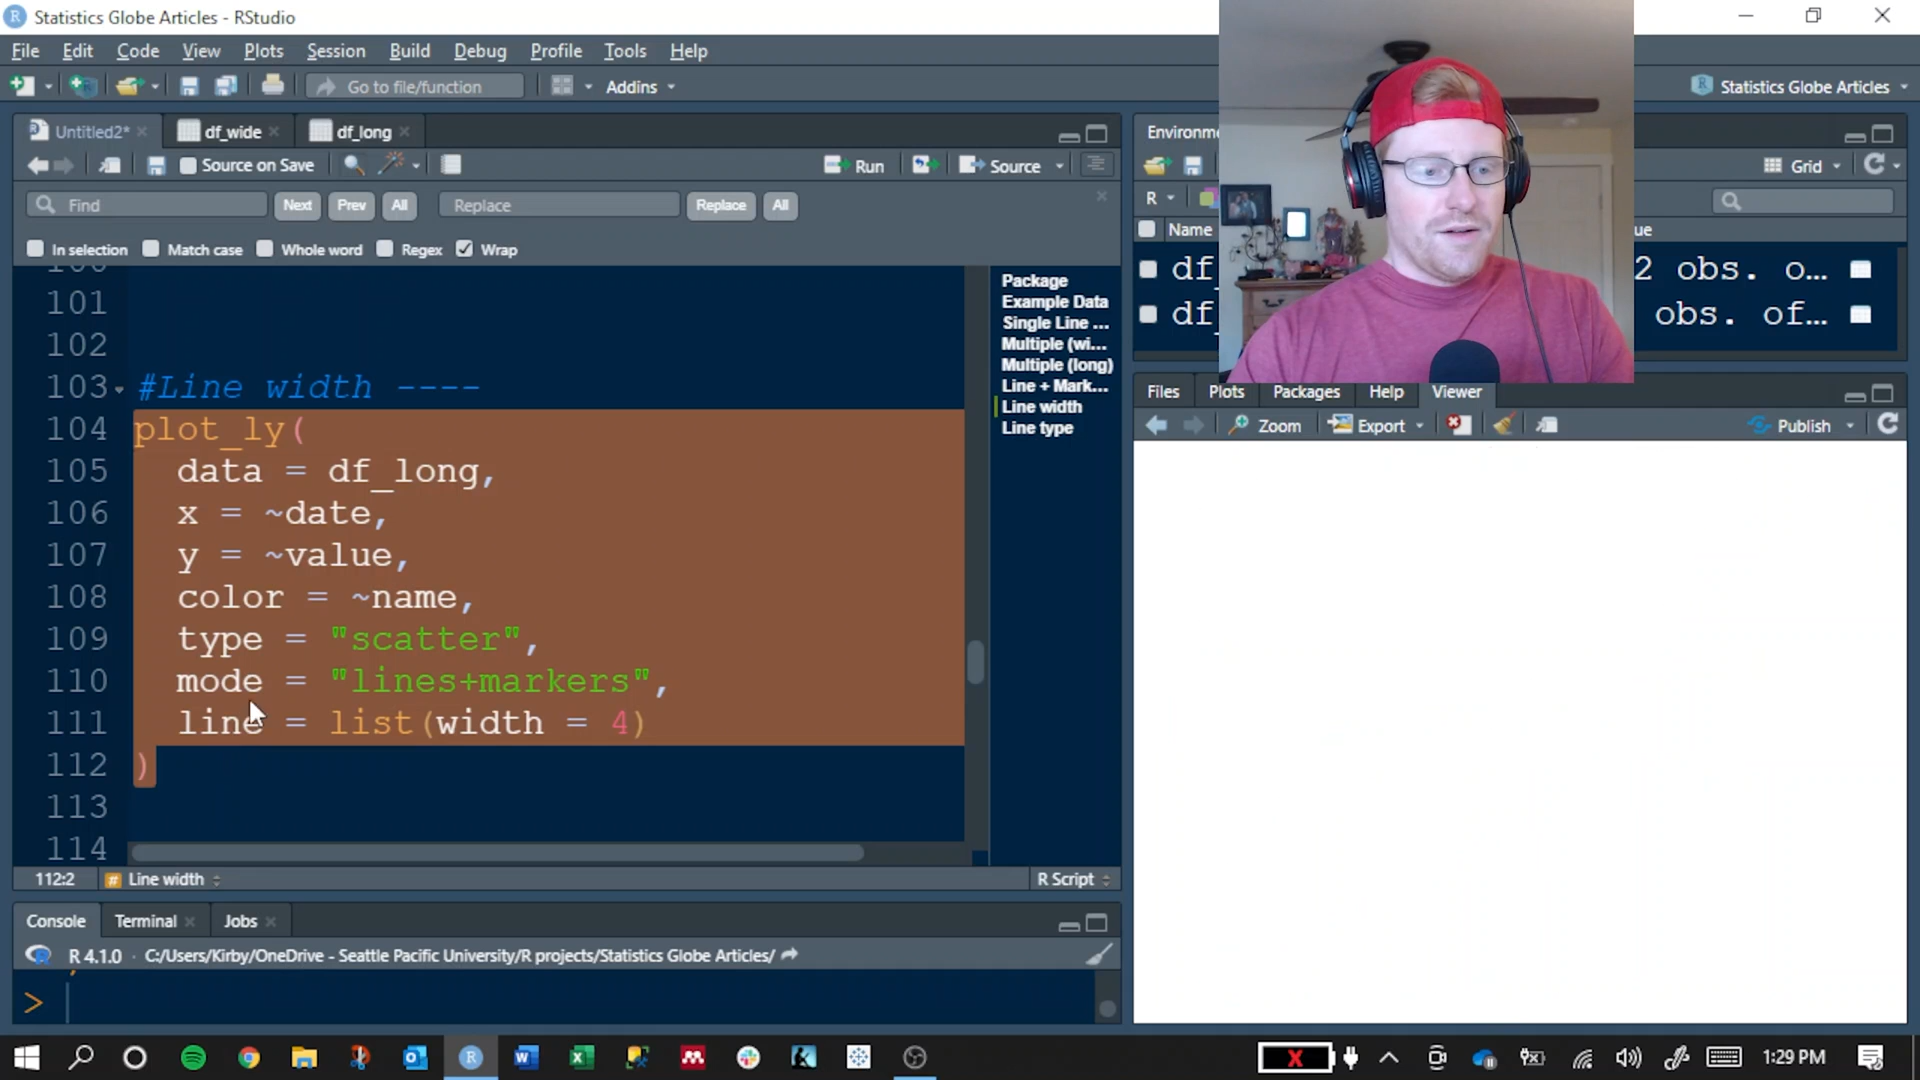 Statistics Globe Articles - RStudio
File Edit Code View Plots Session Build Debug Profile Tools Help
Go to file/function Addins Statistics Globe Articles
Untitled2* df_wide df_long
Source on Save Run Source
Find Next Prev All Replace Replace All
In selection Match case Whole word Regex Wrap
101
102
103 #Line width ----
104 plot_ly(
105 data = df_long,
106 x = ~date,
107 y = ~value,
108 color = ~name,
109 type = "scatter",
110 mode = "lines+markers",
111 line = list(width = 4)
112 )
113
114
Package
Example Data
Single Line ...
Multiple (wi...
Multiple (long)
Line + Mark...
Line width
Line type
112:2 # Line width R Script
Console Terminal Jobs
R 4.1.0 · C:/Users/Kirby/OneDrive - Seattle Pacific University/R projects/Statistics Globe Articles/
>
Environme
Grid
R
Name ue
df_ 2 obs. o...
df_ obs. of...
Files Plots Packages Help Viewer
Zoom Export Publish
1:29 PM